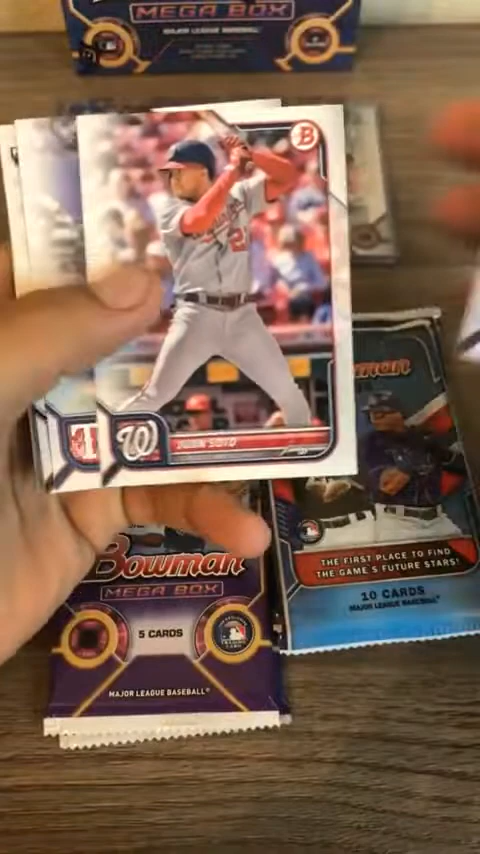 MEGA BOX
MAJOR LEAGUE BASEBALL
B
2
T
W
JUAN SOTO
Bowman
MEGA BOX
5 CARDS
MAJOR LEAGUE BASEBALL®
THE FIRST PLACE TO FIND
THE GAME'S FUTURE STARS!
10 CARDS
MAJOR LEAGUE BASEBALL®